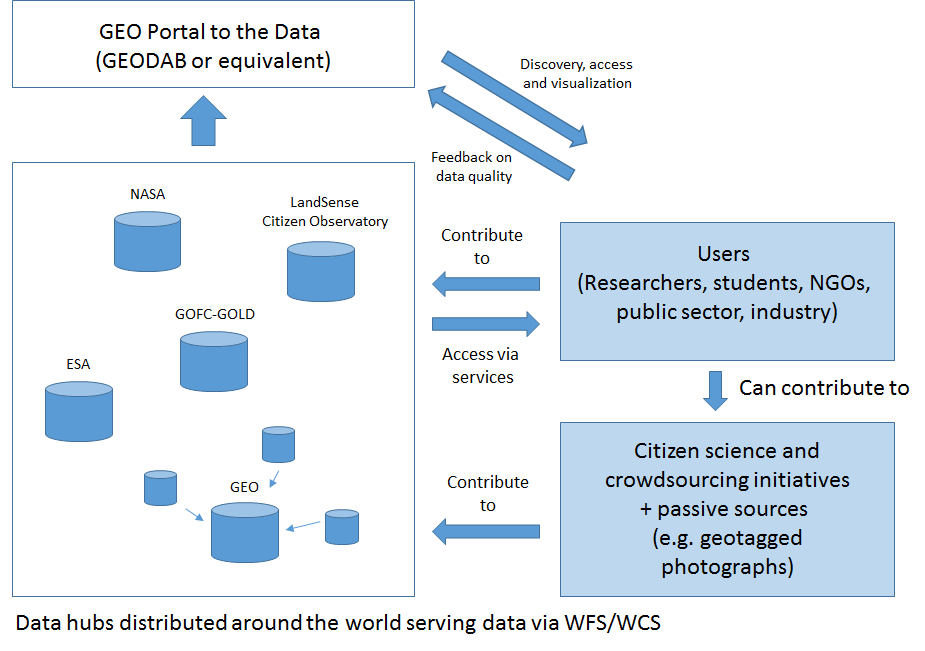 GEO Portal to the Data
(GEODAB or equivalent)
Discovery, access
and visualization
Feedback on
data quality
NASA
LandSense
Citizen Observatory
GOFC-GOLD
ESA
GEO
Contribute
to
Access via
services
Users
(Researchers, students, NGOs,
public sector, industry)
Can contribute to
Contribute
to
Citizen science and
crowdsourcing initiatives
+ passive sources
(e.g. geotagged
photographs)
Data hubs distributed around the world serving data via WFS/WCS